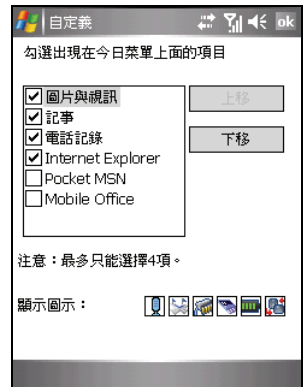 自定義
ok
勾選出現在今日菜單上面的項目
圖片與視訊
上移
記事
下移
電話記錄
Internet Explorer
Pocket MSN
Mobile Office
注意：最多只能選擇4項。
顯示圖示：